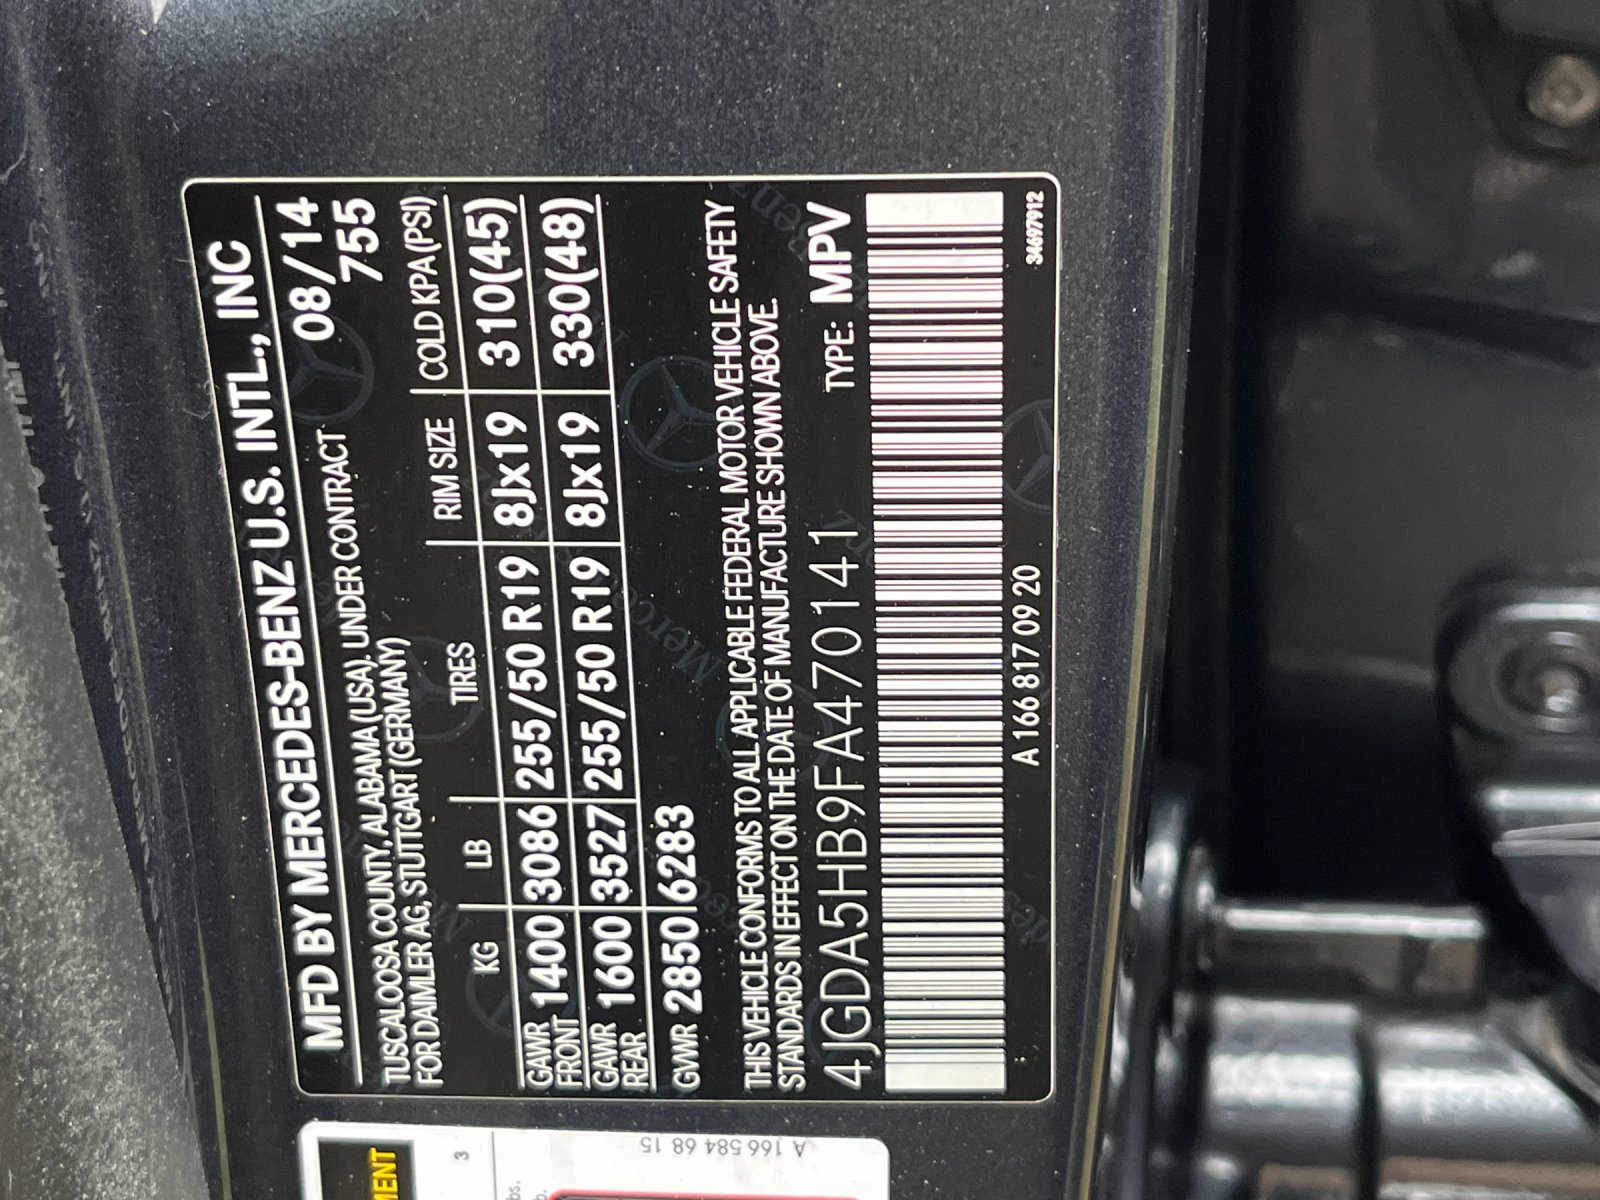 MFD BY MERCEDES-BENZ U.S. INTL., INC
08/14
TUSCALOOSA COUNTY, ALABAMA (USA), UNDER CONTRACT 755
FOR DAIMLER AG, STUTTGART (GERMANY)
KG LB TIRES RIM SIZE COLD KPA (PSI)
GAWR FRONT 1400 3086 255/50 R19 8Jx19 310(45)
GAWR REAR 1600 3527 255/50 R19 8Jx19 330(48)
GVWR 2850 6283
THIS VEHICLE CONFORMS TO ALL APPLICABLE FEDERAL MOTOR VEHICLE SAFETY
STANDARDS IN EFFECT ON THE DATE OF MANUFACTURE SHOWN ABOVE.
4JGDA5HB9FA470141 TYPE: MPV
A 166 817 09 20
34697912
A 166 584 68 15
3